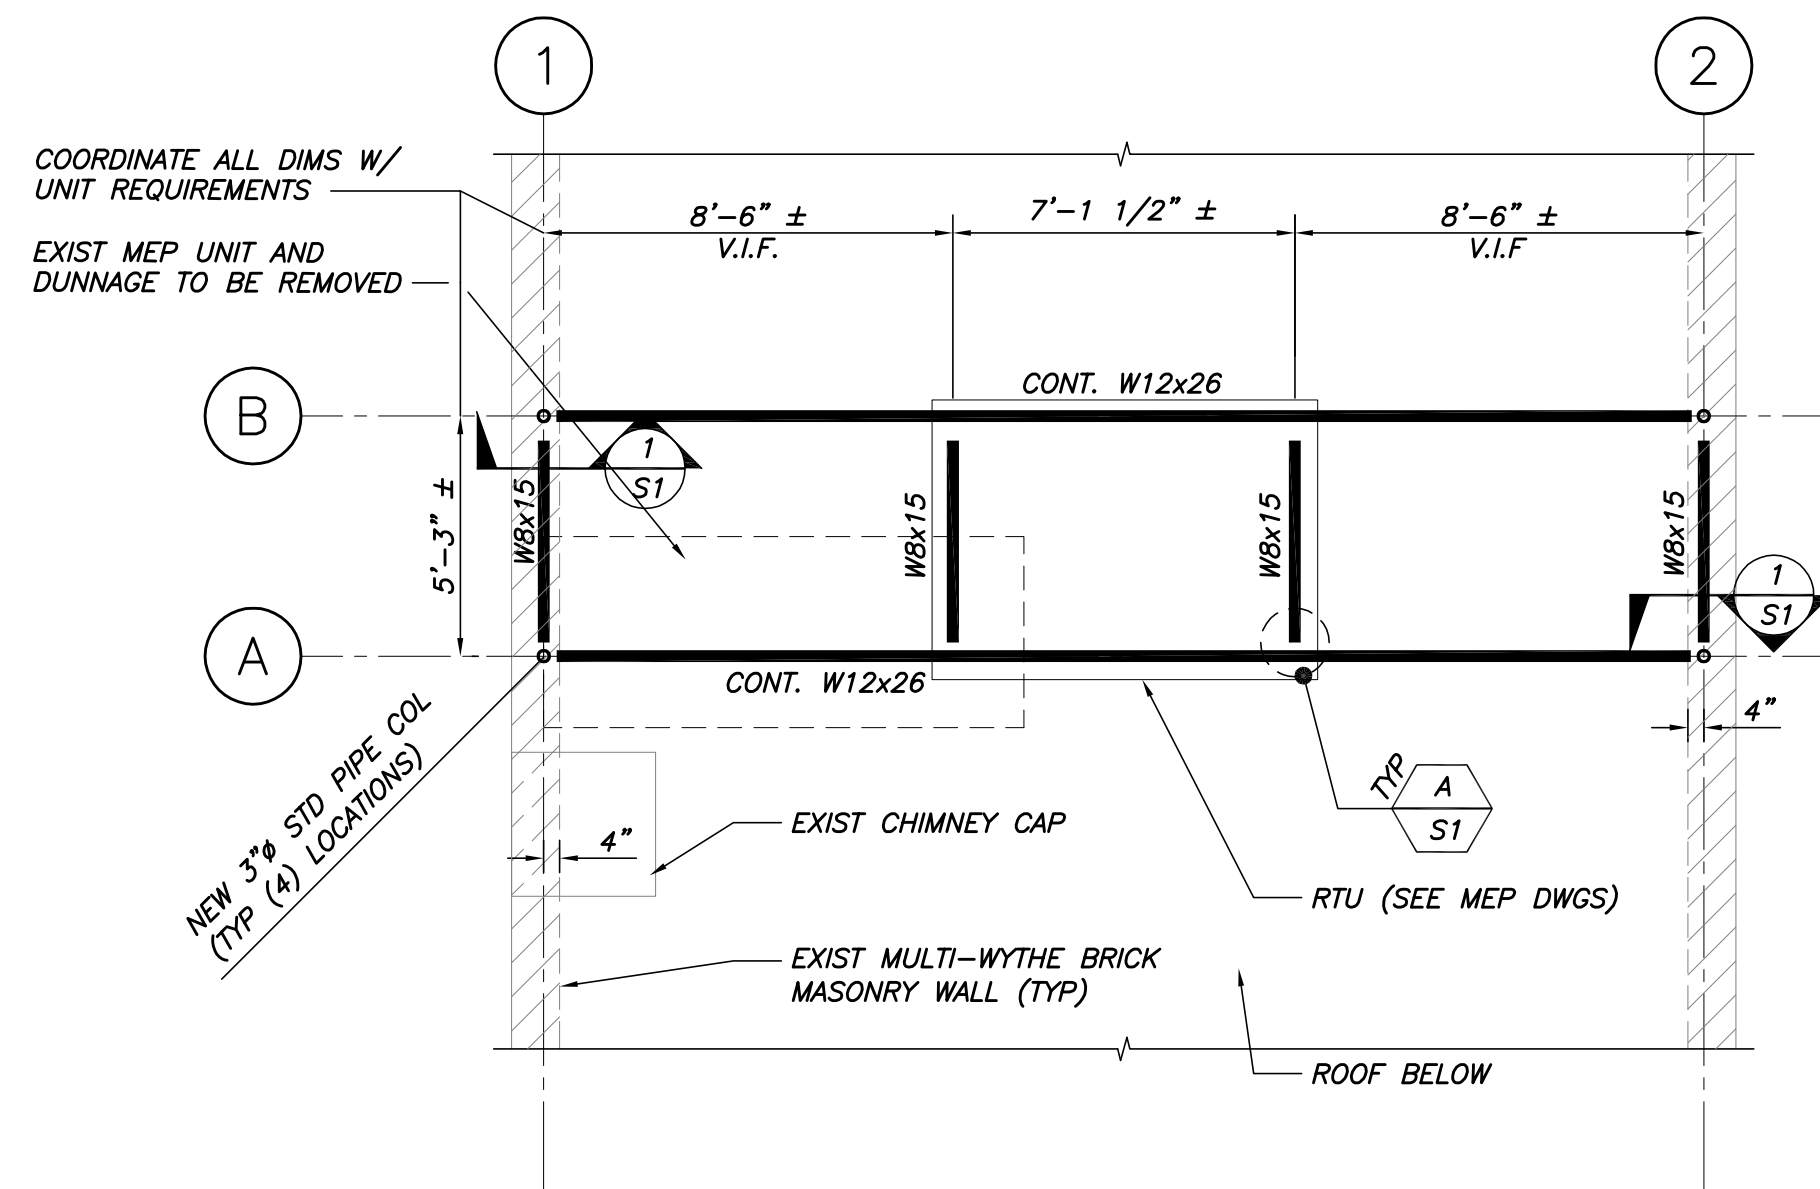 1
2
COORDINATE ALL DIMS W/
UNIT REQUIREMENTS
8'-6" ±
V.I.F.
7'-1 1/2" ±
8'-6" ±
V.I.F
EXIST MEP UNIT AND
DUNNAGE TO BE REMOVED
CONT. W12x26
B
1
S1
5'-3" ±
W8x15
W8x15
W8x15
W8x15
1
S1
A
CONT. W12x26
4"
NEW 3"ϕ STD PIPE COL
(TYP (4) LOCATIONS)
TYP
A
S1
EXIST CHIMNEY CAP
4"
RTU (SEE MEP DWGS)
EXIST MULTI-WYTHE BRICK
MASONRY WALL (TYP)
ROOF BELOW